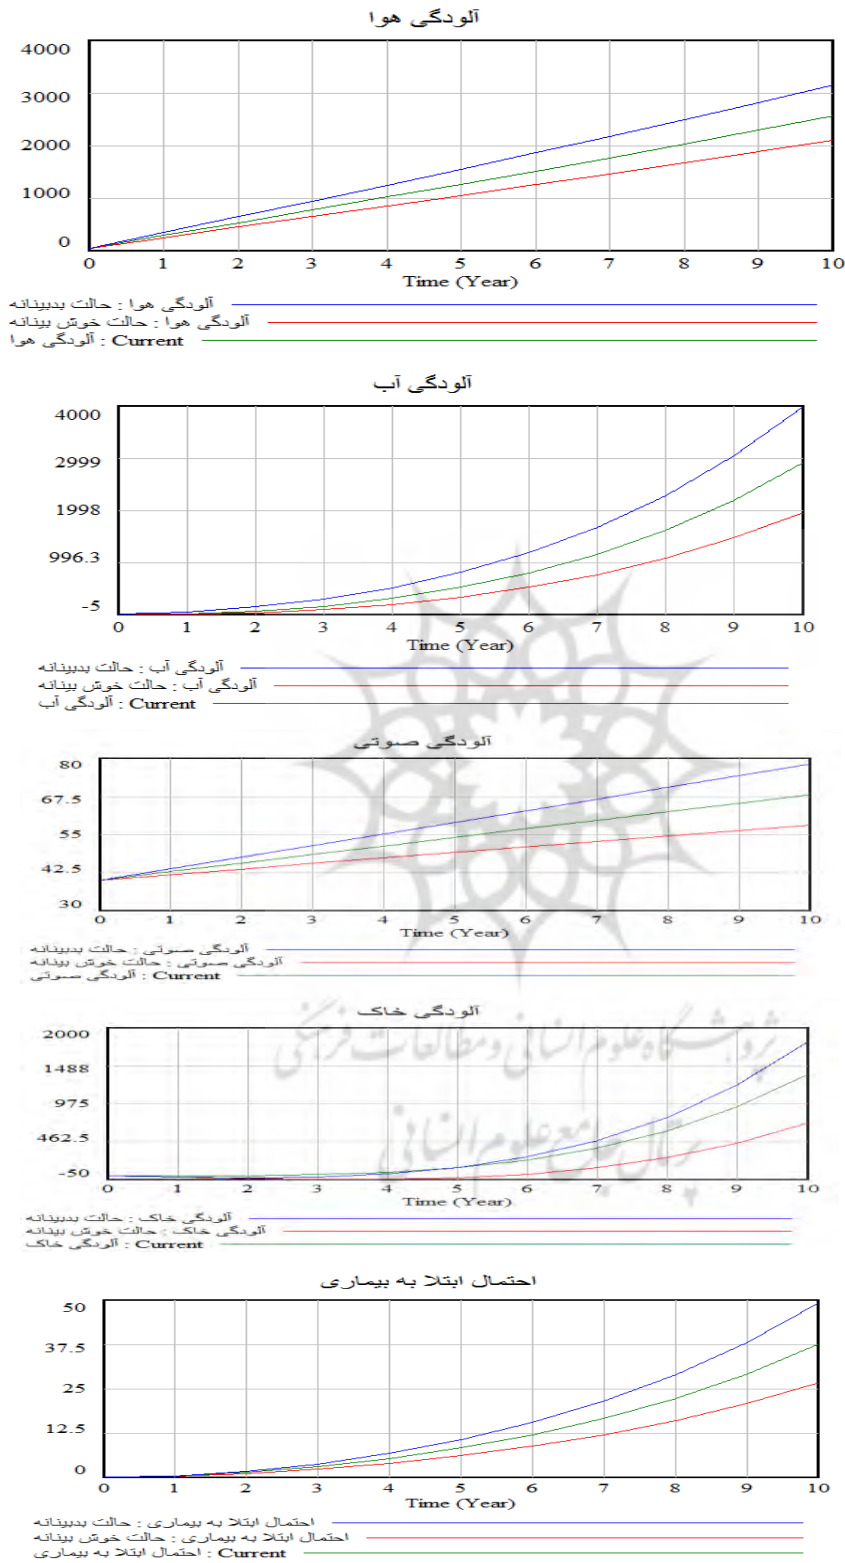 آلودگی هوا
4000
3000
2000
1000
0
0 1 2 3 4 5 6 7 8 9 10
Time (Year)
آلودگی هوا : حالت بدبینانه
آلودگی هوا : حالت خوش بینانه
آلودگی هوا : Current
آلودگی آب
4000
2999
1998
996.3
-5
0 1 2 3 4 5 6 7 8 9 10
Time (Year)
آلودگی آب : حالت بدبینانه
آلودگی آب : حالت خوش بینانه
آلودگی آب : Current
آلودگی صوتی
80
67.5
55
42.5
30
0 1 2 3 4 5 6 7 8 9 10
Time (Year)
آلودگی صوتی : حالت بدبینانه
آلودگی صوتی : حالت خوش بینانه
آلودگی صوتی : Current
آلودگی خاک
پژوهشگاه علوم انسانی و مطالعات فرهنگی
2000
1488
975
462.5
-50
پرتال جامع علوم انسانی
0 1 2 3 4 5 6 7 8 9 10
Time (Year)
آلودگی خاک : حالت بدبینانه
آلودگی خاک : حالت خوش بینانه
آلودگی خاک : Current
احتمال ابتلا به بیماری
50
37.5
25
12.5
0
0 1 2 3 4 5 6 7 8 9 10
Time (Year)
احتمال ابتلا به بیماری : حالت بدبینانه
احتمال ابتلا به بیماری : حالت خوش بینانه
احتمال ابتلا به بیماری : Current